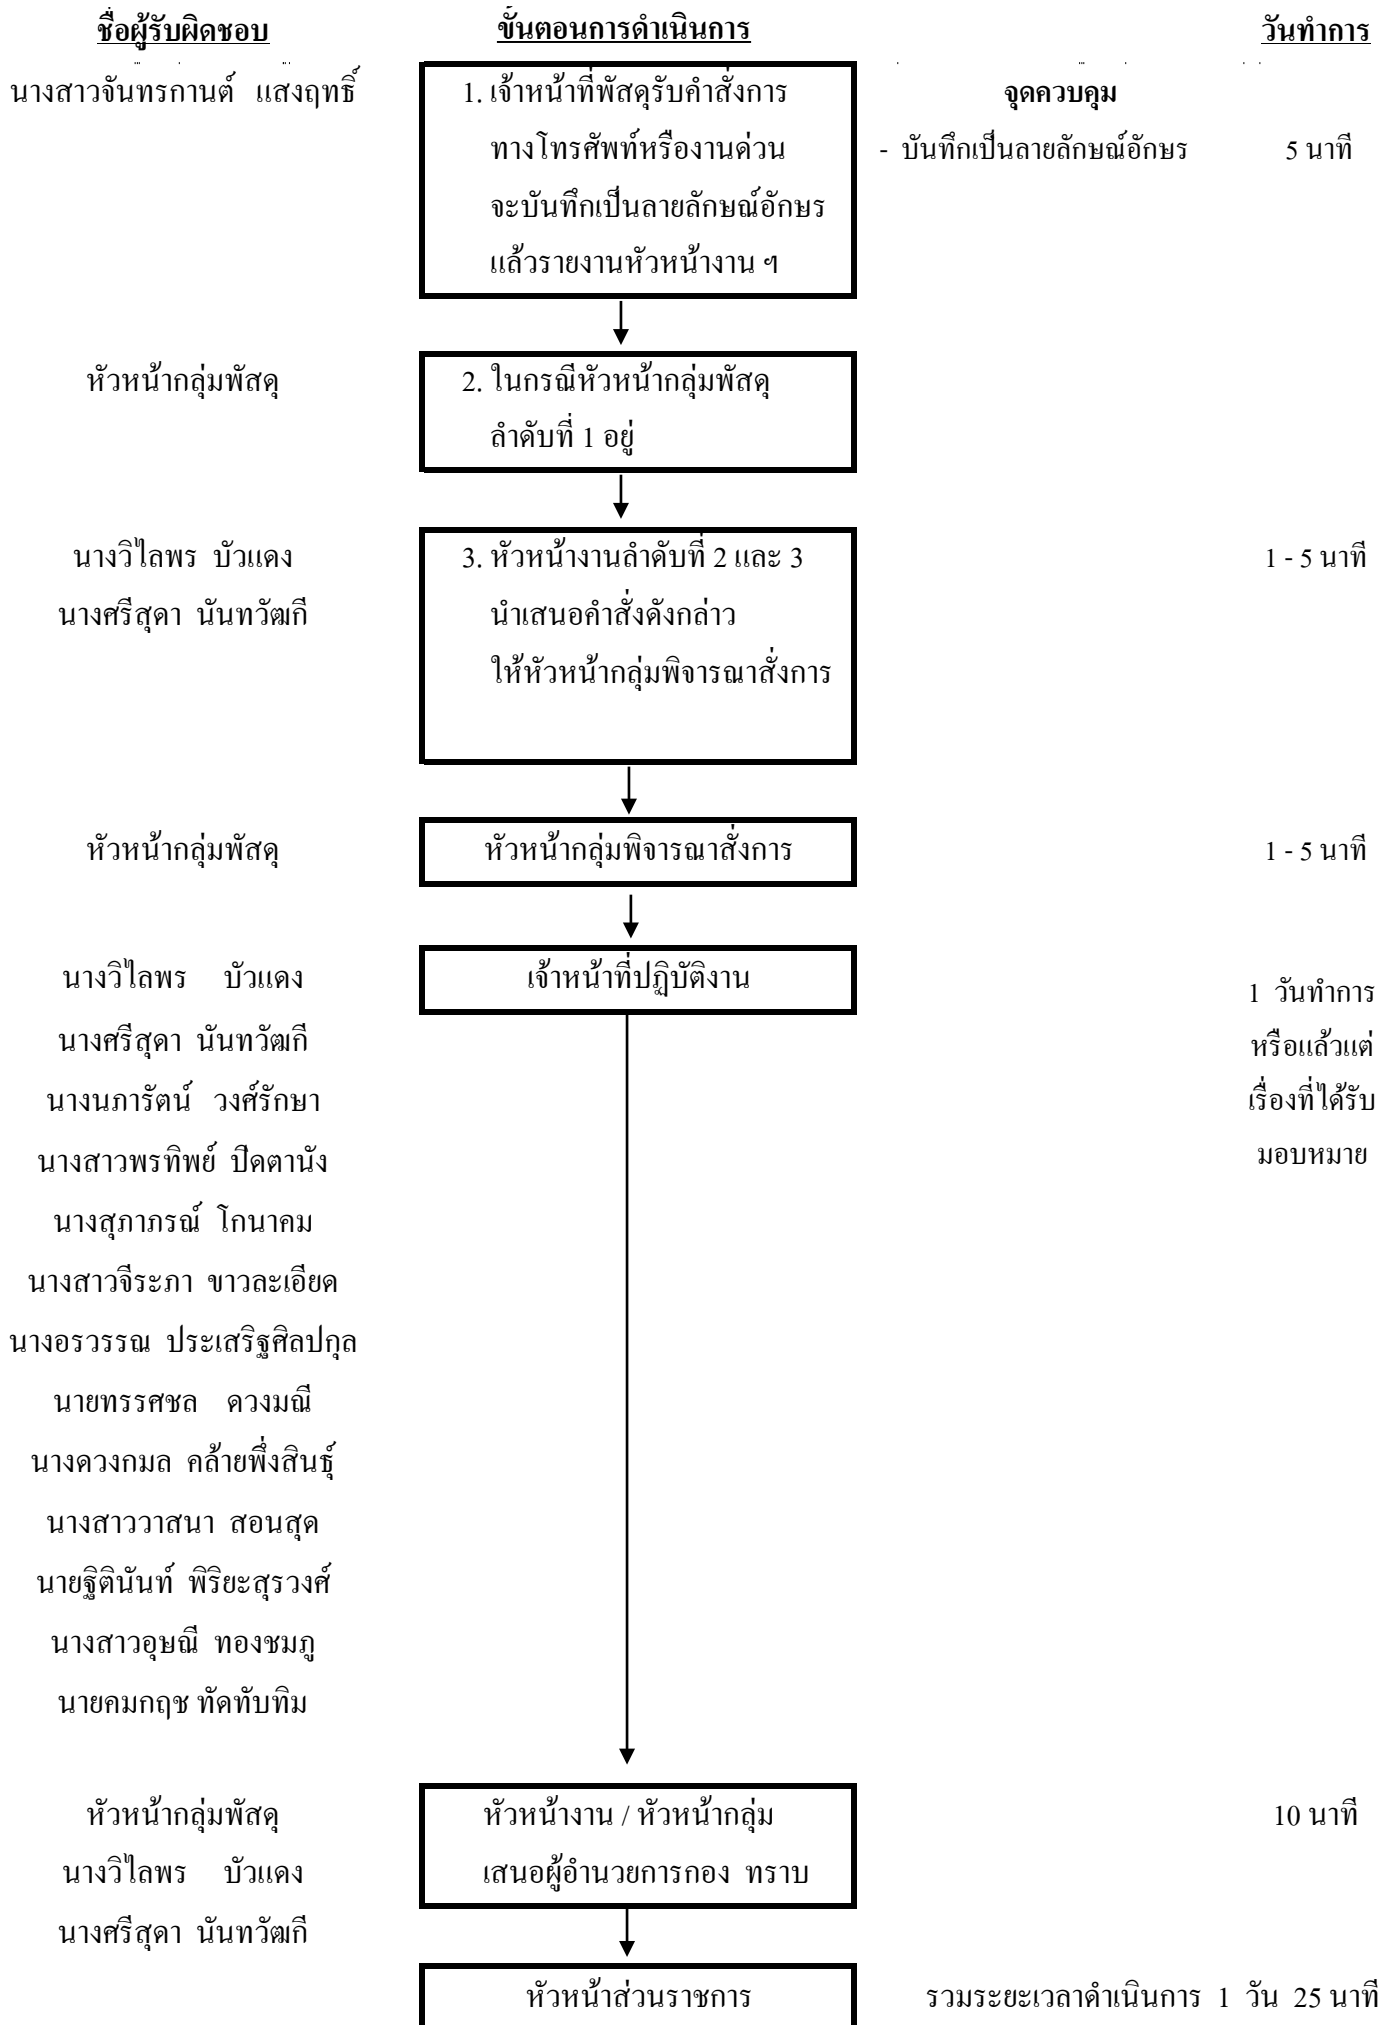 ชื่อผู้รับผิดชอบ ขั้นตอนการดำเนินการ วันทำการ
นางสาวจันทรกานต์ แสงฤทธิ์ 1. เจ้าหน้าที่พัสดุรับคำสั่งการ จุดควบคุม
ทางโทรศัพท์หรืองานด่วน - บันทึกเป็นลายลักษณ์อักษร 5 นาที
จะบันทึกเป็นลายลักษณ์อักษร
แล้วรายงานหัวหน้างาน ฯ
หัวหน้ากลุ่มพัสดุ 2. ในกรณีหัวหน้ากลุ่มพัสดุ
ลำดับที่ 1 อยู่
นางวิไลพร บัวแดง 3. หัวหน้างานลำดับที่ 2 และ 3 1 - 5 นาที
นางศรีสุดา นันทวัฒกี นำเสนอคำสั่งดังกล่าว
ให้หัวหน้ากลุ่มพิจารณาสั่งการ
หัวหน้ากลุ่มพัสดุ หัวหน้ากลุ่มพิจารณาสั่งการ 1 - 5 นาที
นางวิไลพร บัวแดง เจ้าหน้าที่ปฏิบัติงาน 1 วันทำการ
นางศรีสุดา นันทวัฒกี หรือแล้วแต่
นางนภารัตน์ วงศ์รักษา เรื่องที่ได้รับ
นางสาวพรทิพย์ ปัดตานัง มอบหมาย
นางสุภาภรณ์ โกนาคม
นางสาวจีระภา ขาวละเอียด
นางอรวรรณ ประเสริฐศิลปกุล
นายทรรศชล ดวงมณี
นางดวงกมล คล้ายพึ่งสินธุ์
นางสาววาสนา สอนสุด
นายฐิตินันท์ พิริยะสุรวงศ์
นางสาวอุษณี ทองชมภู
นายคมกฤช ทัดทับทิม
หัวหน้ากลุ่มพัสดุ หัวหน้างาน / หัวหน้ากลุ่ม 10 นาที
นางวิไลพร บัวแดง เสนอผู้อำนวยการกอง ทราบ
นางศรีสุดา นันทวัฒกี
หัวหน้าส่วนราชการ รวมระยะเวลาดำเนินการ 1 วัน 25 นาที